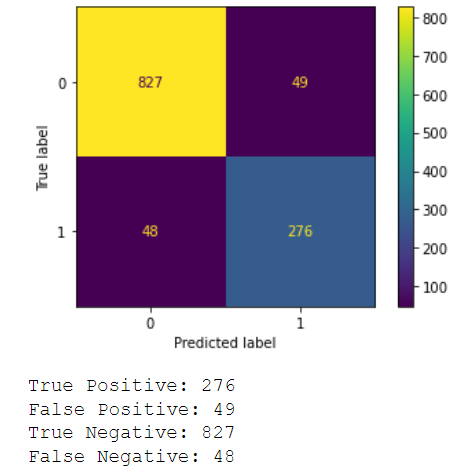 800
700
600
500
400
300
200
100
True label
0
1
827 49
48 276
0 1
Predicted label
True Positive: 276
False Positive: 49
True Negative: 827
False Negative: 48